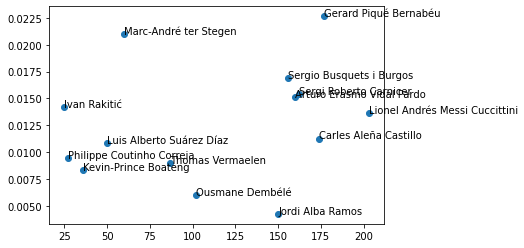 0.0225
0.0200
0.0175
0.0150
0.0125
0.0100
0.0075
0.0050
Gerard Piqué Bernabéu
Marc-André ter Stegen
Sergio Busquets i Burgos
Sergi Roberto Carnicer
Arturo Erasmo Vidal Pardo
Ivan Rakitić
Lionel Andrés Messi Cuccittini
Carles Aleña Castillo
Luis Alberto Suárez Díaz
Philippe Coutinho Correia
Thomas Vermaelen
Kevin-Prince Boateng
Ousmane Dembélé
Jordi Alba Ramos
25 50 75 100 125 150 175 200